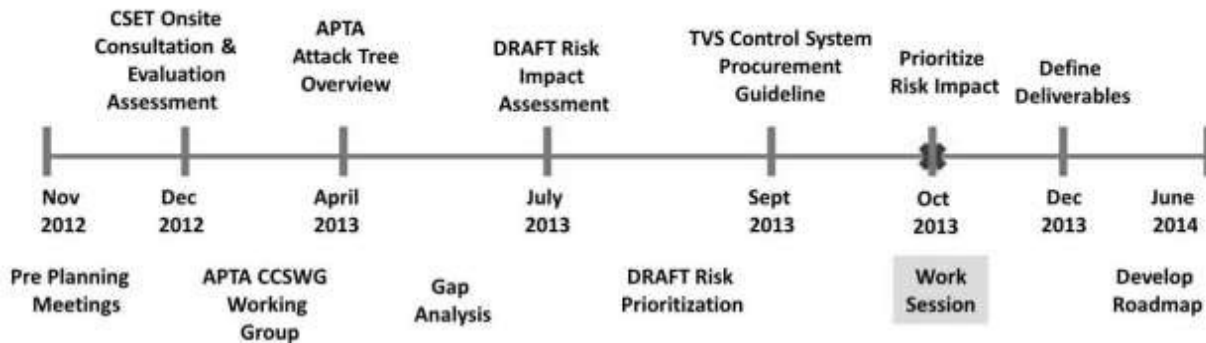 CSET Onsite
Consultation &
Evaluation
Assessment
APTA
Attack Tree
Overview
DRAFT Risk
Impact
Assessment
TVS Control System
Procurement
Guideline
Prioritize
Risk Impact
Define
Deliverables
Nov
2012
Dec
2012
April
2013
July
2013
Sept
2013
Oct
2013
Dec
2013
June
2014
Pre Planning
Meetings
APTA CCSWG
Working
Group
Gap
Analysis
DRAFT Risk
Prioritization
Work
Session
Develop
Roadmap